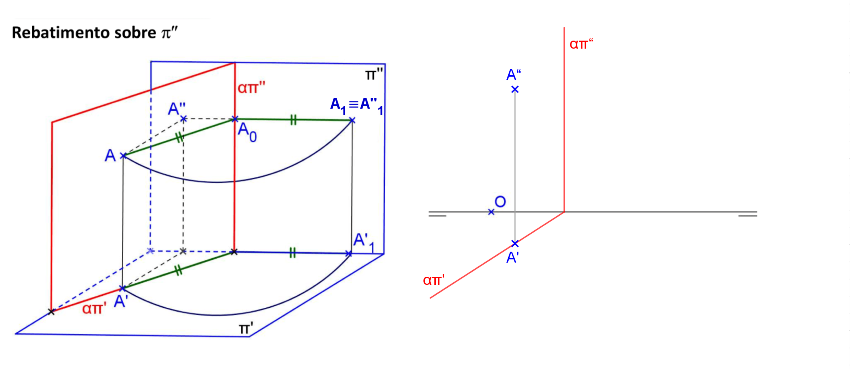 Rebatimento sobre π″
π"
απ"
A"
A₁≡A"₁
A₀
A
A'₁
A'
απ'
π'
απ“
A“
O
A'
απ'